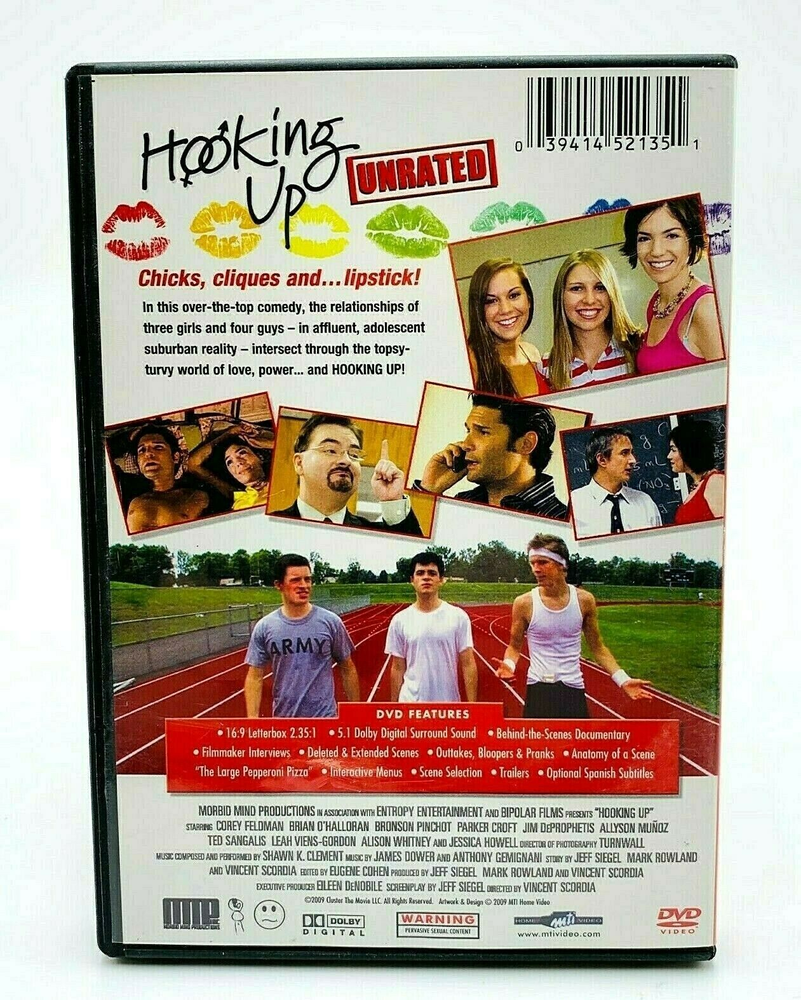 Hooking
Up
UNRATED
0 39414 52135 1
Chicks, cliques and...lipstick!
In this over-the-top comedy, the relationships of
three girls and four guys – in affluent, adolescent
suburban reality – intersect through the topsy-
turvy world of love, power... and HOOKING UP!
ARMY
DVD FEATURES
• 16:9 Letterbox 2.35:1 • 5.1 Dolby Digital Surround Sound • Behind-the-Scenes Documentary
• Filmmaker Interviews • Deleted & Extended Scenes • Outtakes, Bloopers & Pranks • Anatomy of a Scene
"The Large Pepperoni Pizza" • Interactive Menus • Scene Selection • Trailers • Optional Spanish Subtitles
MORBID MIND PRODUCTIONS IN ASSOCIATION WITH ENTROPY ENTERTAINMENT AND BIPOLAR FILMS PRESENTS "HOOKING UP"
STARRING COREY FELDMAN BRIAN O'HALLORAN BRONSON PINCHOT PARKER CROFT JIM DePROPHETIS ALLYSON MUÑOZ
TED SANGALIS LEAH VIENS-GORDON ALISON WHITNEY AND JESSICA HOWELL DIRECTOR OF PHOTOGRAPHY TURNWALL
MUSIC COMPOSED AND PERFORMED BY SHAWN K. CLEMENT MUSIC BY JAMES DOWER AND ANTHONY GEMIGNANI STORY BY JEFF SIEGEL MARK ROWLAND
AND VINCENT SCORDIA EDITED BY EUGENE COHEN PRODUCED BY JEFF SIEGEL MARK ROWLAND AND VINCENT SCORDIA
EXECUTIVE PRODUCER EILEEN DeNOBILE SCREENPLAY BY JEFF SIEGEL DIRECTED BY VINCENT SCORDIA
©2009 Cluster The Movie LLC. All Rights Reserved. Artwork & Design © 2009 MTI Home Video
MORBID MIND PRODUCTIONS
DOLBY
DIGITAL
WARNING
PERVASIVE SEXUAL CONTENT
HOME mti VIDEO
www.mtivideo.com
DVD
VIDEO